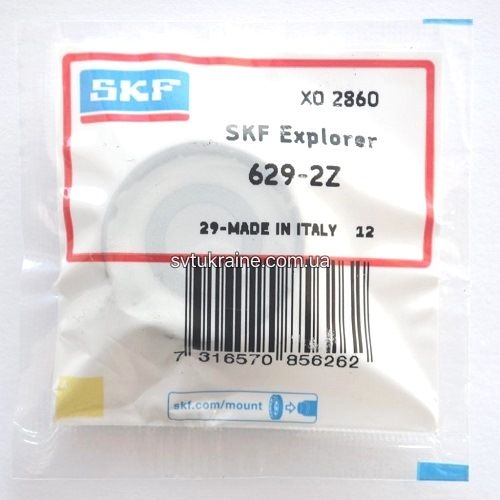 SKF
XO 2860
SKF Explorer
629-2Z
29-MADE IN ITALY 12
svtukraine.com.ua
7 316570 856262
skf.com/mount